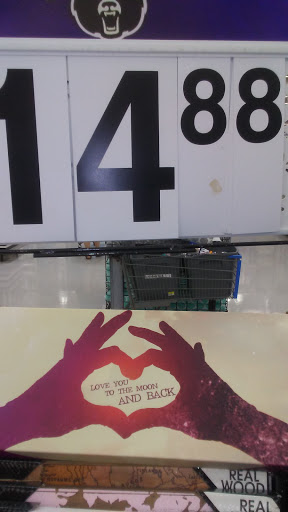 14 88
LOVE YOU
TO THE MOON
AND BACK
REAL
WOOD
REAL